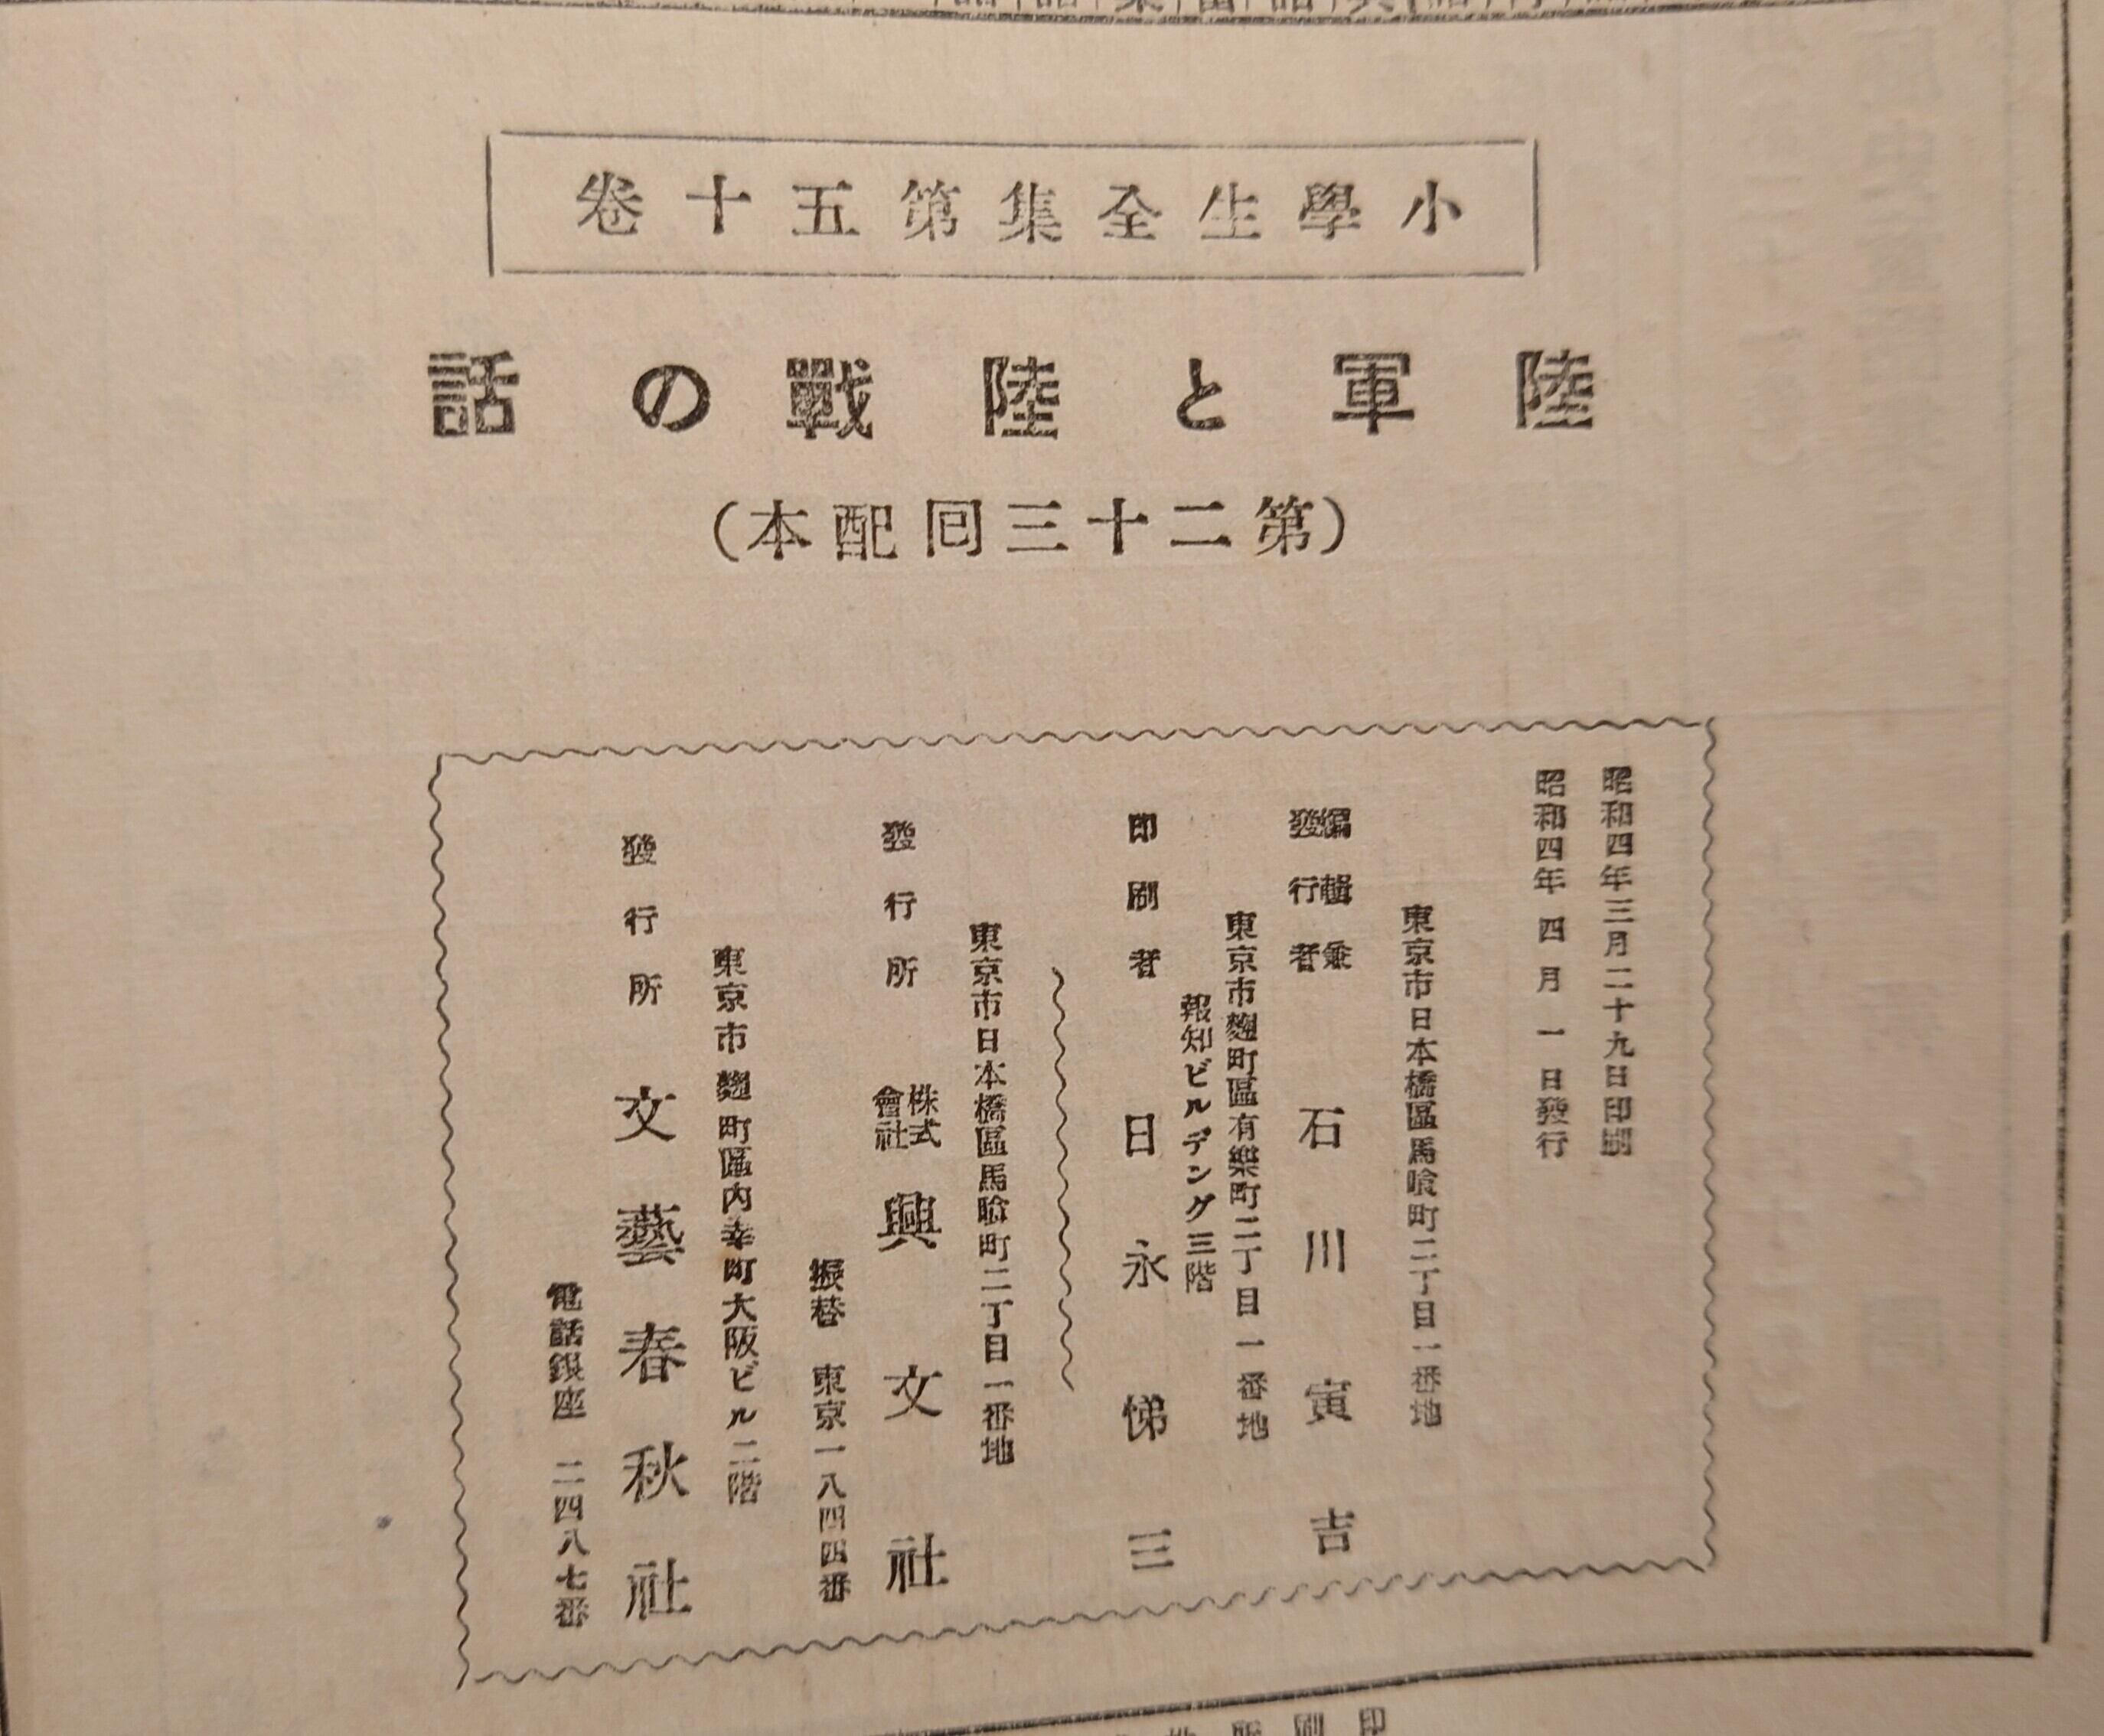 小學生全集第五十卷
陸軍と陸戰の話
(第二十三回配本)
昭和四年三月二十九日印刷
昭和四年四月一日發行
東京市日本橋區馬喰町二丁目一番地
編輯兼
發行者 石川寅吉
東京市麴町區有樂町二丁目一番地
報知ビルデング三階
印刷者 日永悌三
東京市日本橋區馬喰町二丁目一番地
發行所 株式會社 興文社
振替 東京一八四四番
東京市麴町區内幸町大阪ビル二階
發行所 文藝春秋社
電話銀座 二四八七番